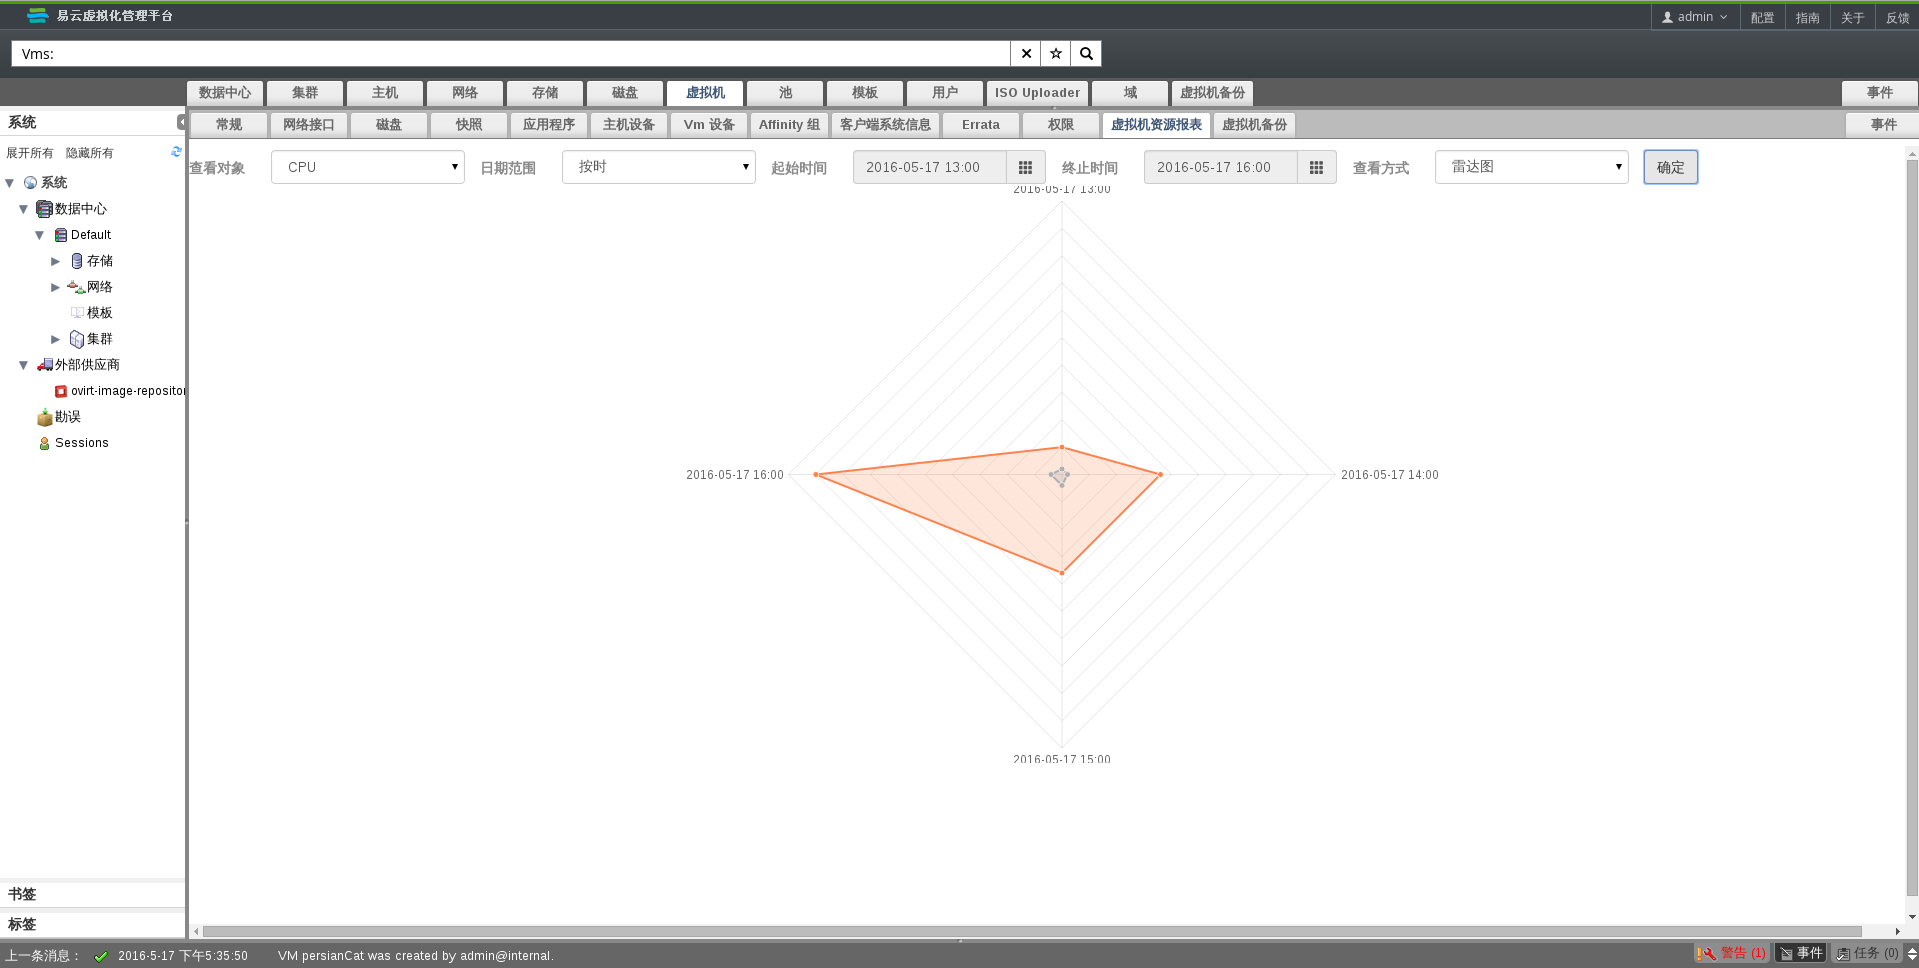 易云虚拟化管理平台
admin 配置 指南 关于 反馈
Vms:
数据中心 集群 主机 网络 存储 磁盘 虚拟机 池 模板 用户 ISO Uploader 域 虚拟机备份 事件
系统
常规 网络接口 磁盘 快照 应用程序 主机设备 Vm 设备 Affinity 组 客户端系统信息 Errata 权限 虚拟机资源报表 虚拟机备份 事件
展开所有 隐藏所有
查看对象 CPU 日期范围 按时 起始时间 2016-05-17 13:00 终止时间 2016-05-17 16:00 查看方式 雷达图 确定
系统
数据中心
Default
存储
网络
模板
集群
外部供应商
ovirt-image-repositor
勘误
Sessions
2016-05-17 13:00
2016-05-17 16:00
2016-05-17 14:00
2016-05-17 15:00
书签
标签
上一条消息： 2016-5-17 下午5:35:50 VM persianCat was created by admin@internal.
警告 (1) 事件 任务 (0)